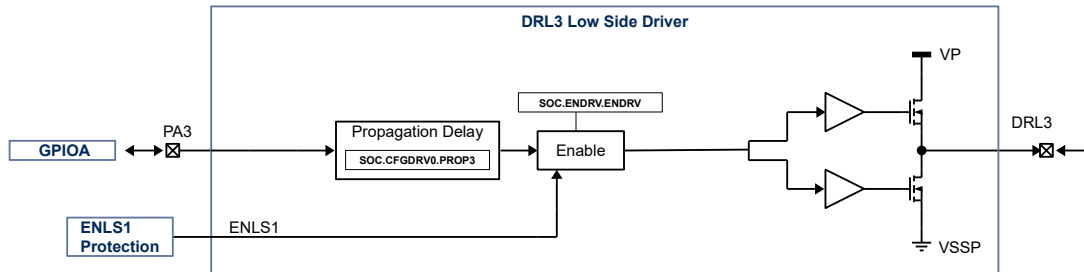 DRL3 Low Side Driver
VP
SOC.ENDRV.ENDRV
PA3
Propagation Delay
DRL3
GPIOA
SOC.CFGDRV0.PROP3
Enable
ENLS1
Protection
ENLS1
VSSP